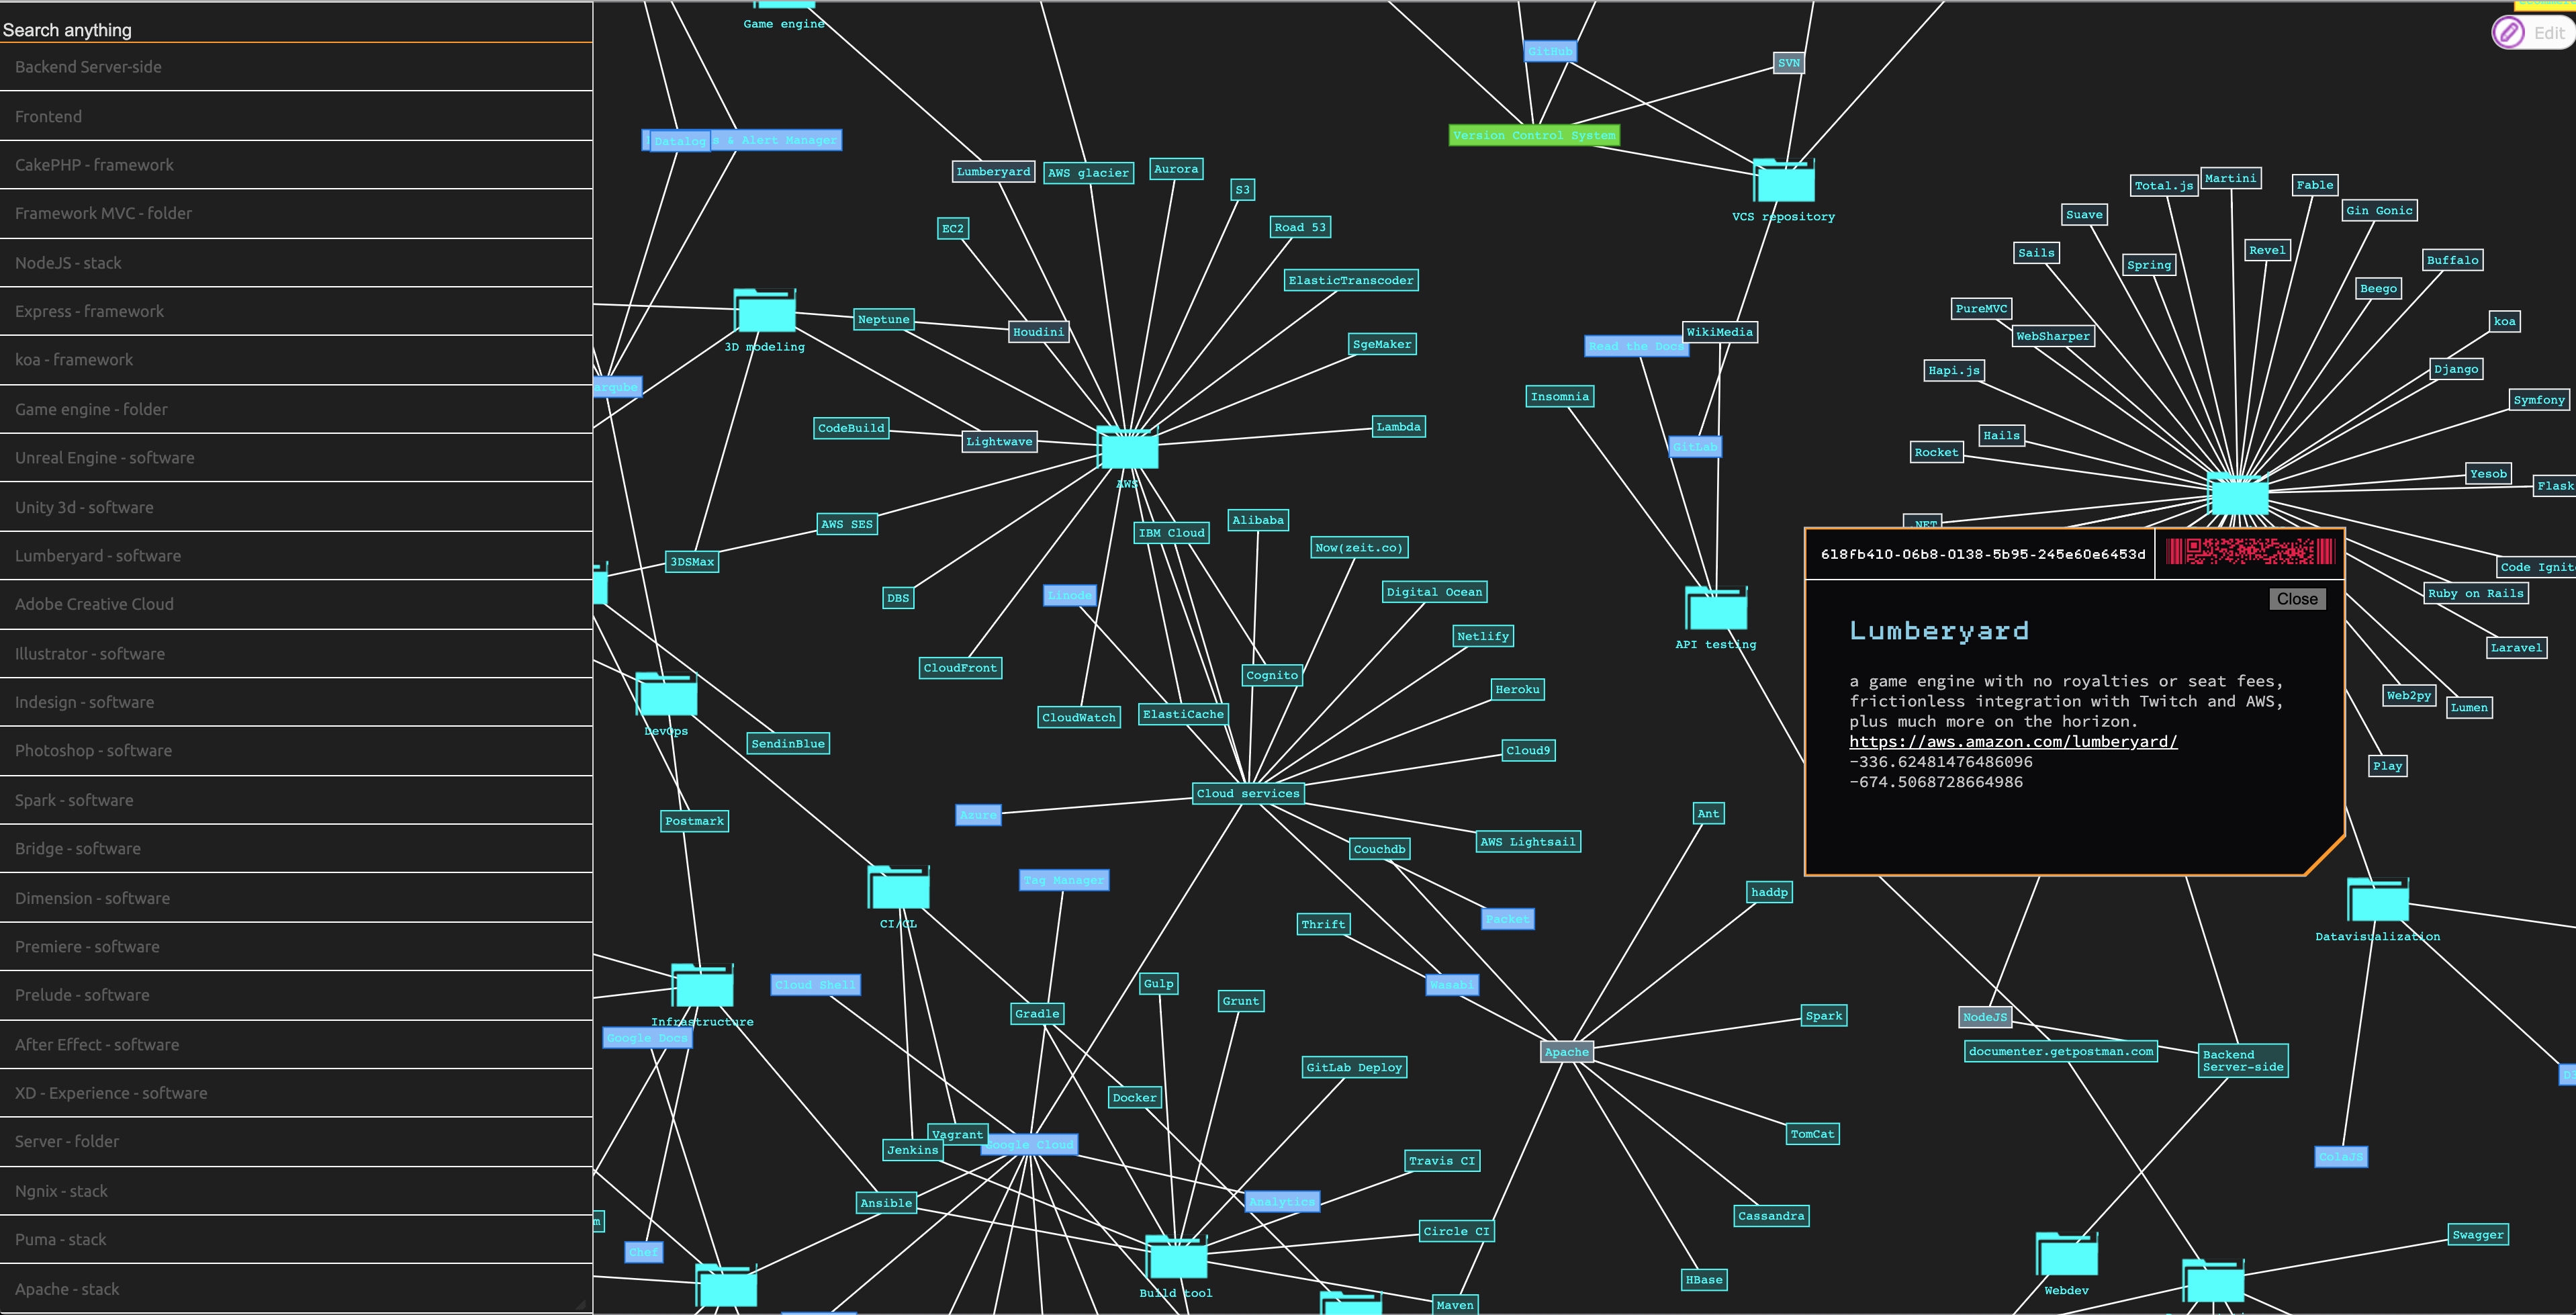 Search anything
Backend Server-side
Frontend
CakePHP - framework
Framework MVC - folder
NodeJS - stack
Express - framework
koa - framework
Game engine - folder
Unreal Engine - software
Unity 3d - software
Lumberyard - software
Adobe Creative Cloud
Illustrator - software
Indesign - software
Photoshop - software
Spark - software
Bridge - software
Dimension - software
Premiere - software
Prelude - software
After Effect - software
XD - Experience - software
Server - folder
Ngnix - stack
Puma - stack
Apache - stack
Game engine
GitHub
SVN
Edit
Version Control System
Datalog
s & Alert Manager
Lumberyard
AWS glacier
Aurora
S3
EC2
Road 53
VCS repository
ElasticTranscoder
Neptune
Houdini
3D modeling
SgeMaker
WikiMedia
Read the Docs
arqube
Insomnia
CodeBuild
Lightwave
Lambda
GitLab
AWS
AWS SES
IBM Cloud
Alibaba
Now(zeit.co)
3DSMax
DBS
Linode
Digital Ocean
Netlify
API testing
CloudFront
Cognito
Heroku
CloudWatch
ElastiCache
DevOps
SendinBlue
Cloud9
Cloud services
Azure
Postmark
AWS Lightsail
Couchdb
Ant
Tag Manager
haddp
CI/CL
Thrift
Packet
Cloud Shell
Gulp
Wasabi
Grunt
Gradle
Spark
Infrastructure
Google Docs
Apache
GitLab Deploy
Docker
Vagrant
oogle Cloud
Jenkins
TomCat
Travis CI
Ansible
Analytics
Cassandra
m
Circle CI
Chef
HBase
Build tool
Maven
Total.js
Martini
Fable
Suave
Gin Gonic
Sails
Spring
Revel
Buffalo
Beego
PureMVC
koa
WebSharper
Hapi.js
Django
Symfony
Hails
Rocket
Yesob
Flask
.NET
618fb410-06b8-0138-5b95-245e60e6453d
Close
Lumberyard
a game engine with no royalties or seat fees,
frictionless integration with Twitch and AWS,
plus much more on the horizon.
https://aws.amazon.com/lumberyard/
-336.62481476486096
-674.5068728664986
Code Ignit
Ruby on Rails
Laravel
Web2py
Lumen
Play
Datavisualization
NodeJS
documenter.getpostman.com
Backend
Server-side
D3
ColaJS
Swagger
Webdev